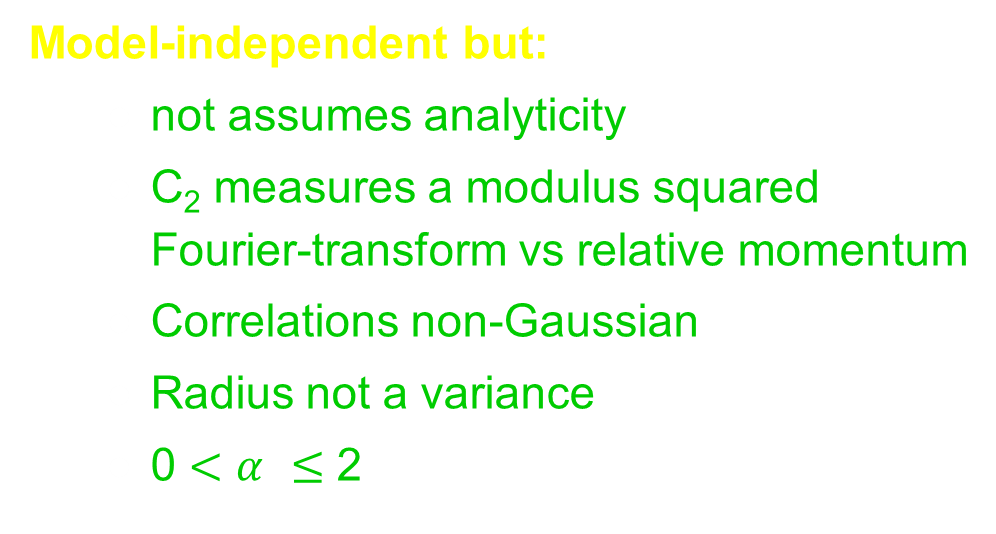 Model-independent but:
not assumes analyticity
C₂ measures a modulus squared
Fourier-transform vs relative momentum
Correlations non-Gaussian
Radius not a variance
0 < 𝛼 ≤ 2